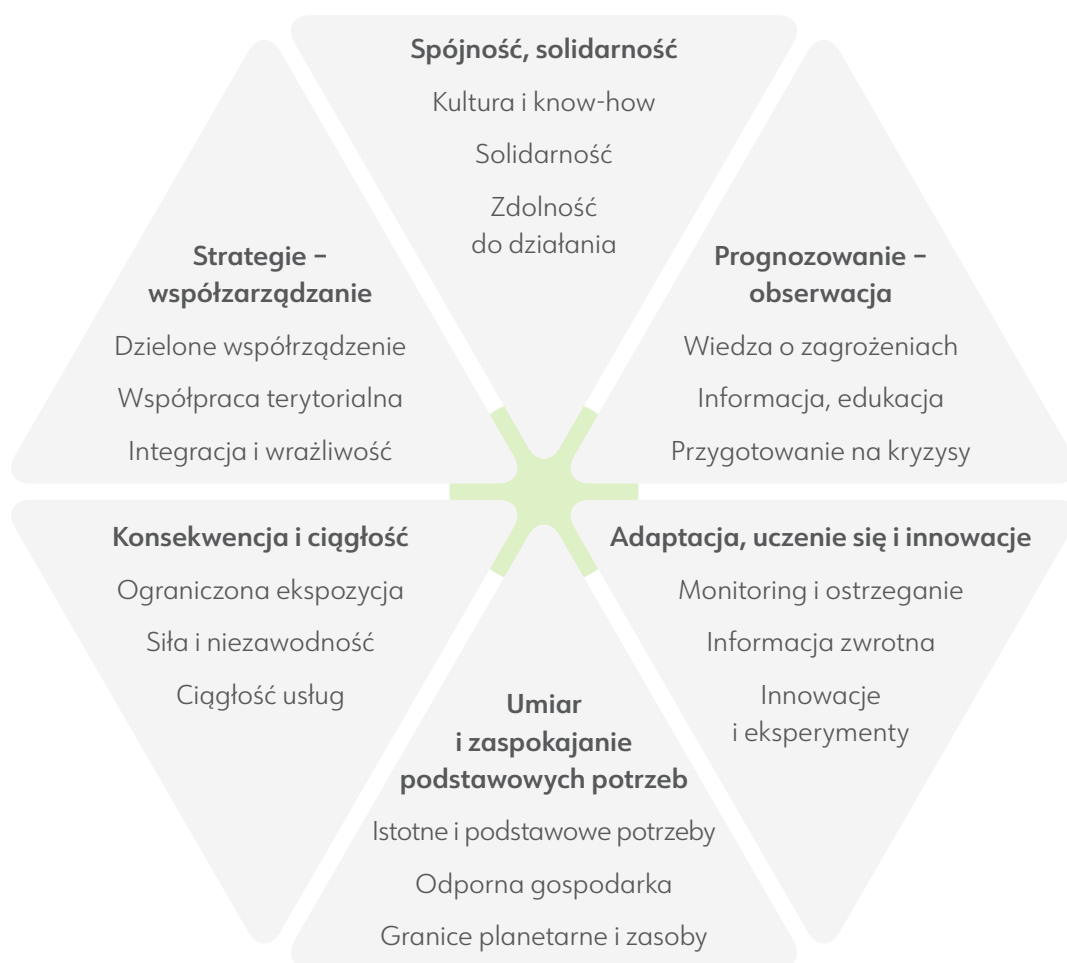 Spójność, solidarność
Kultura i know-how
Solidarność
Zdolność
do działania
Strategie –
współzarządzanie
Dzielone współrządzenie
Współpraca terytorialna
Integracja i wrażliwość
Prognozowanie –
obserwacja
Wiedza o zagrożeniach
Informacja, edukacja
Przygotowanie na kryzysy
Konsekwencja i ciągłość
Ograniczona ekspozycja
Siła i niezawodność
Ciągłość usług
Umiar
i zaspokajanie
podstawowych potrzeb
Istotne i podstawowe potrzeby
Odporna gospodarka
Granice planetarne i zasoby
Adaptacja, uczenie się i innowacje
Monitoring i ostrzeganie
Informacja zwrotna
Innowacje
i eksperymenty